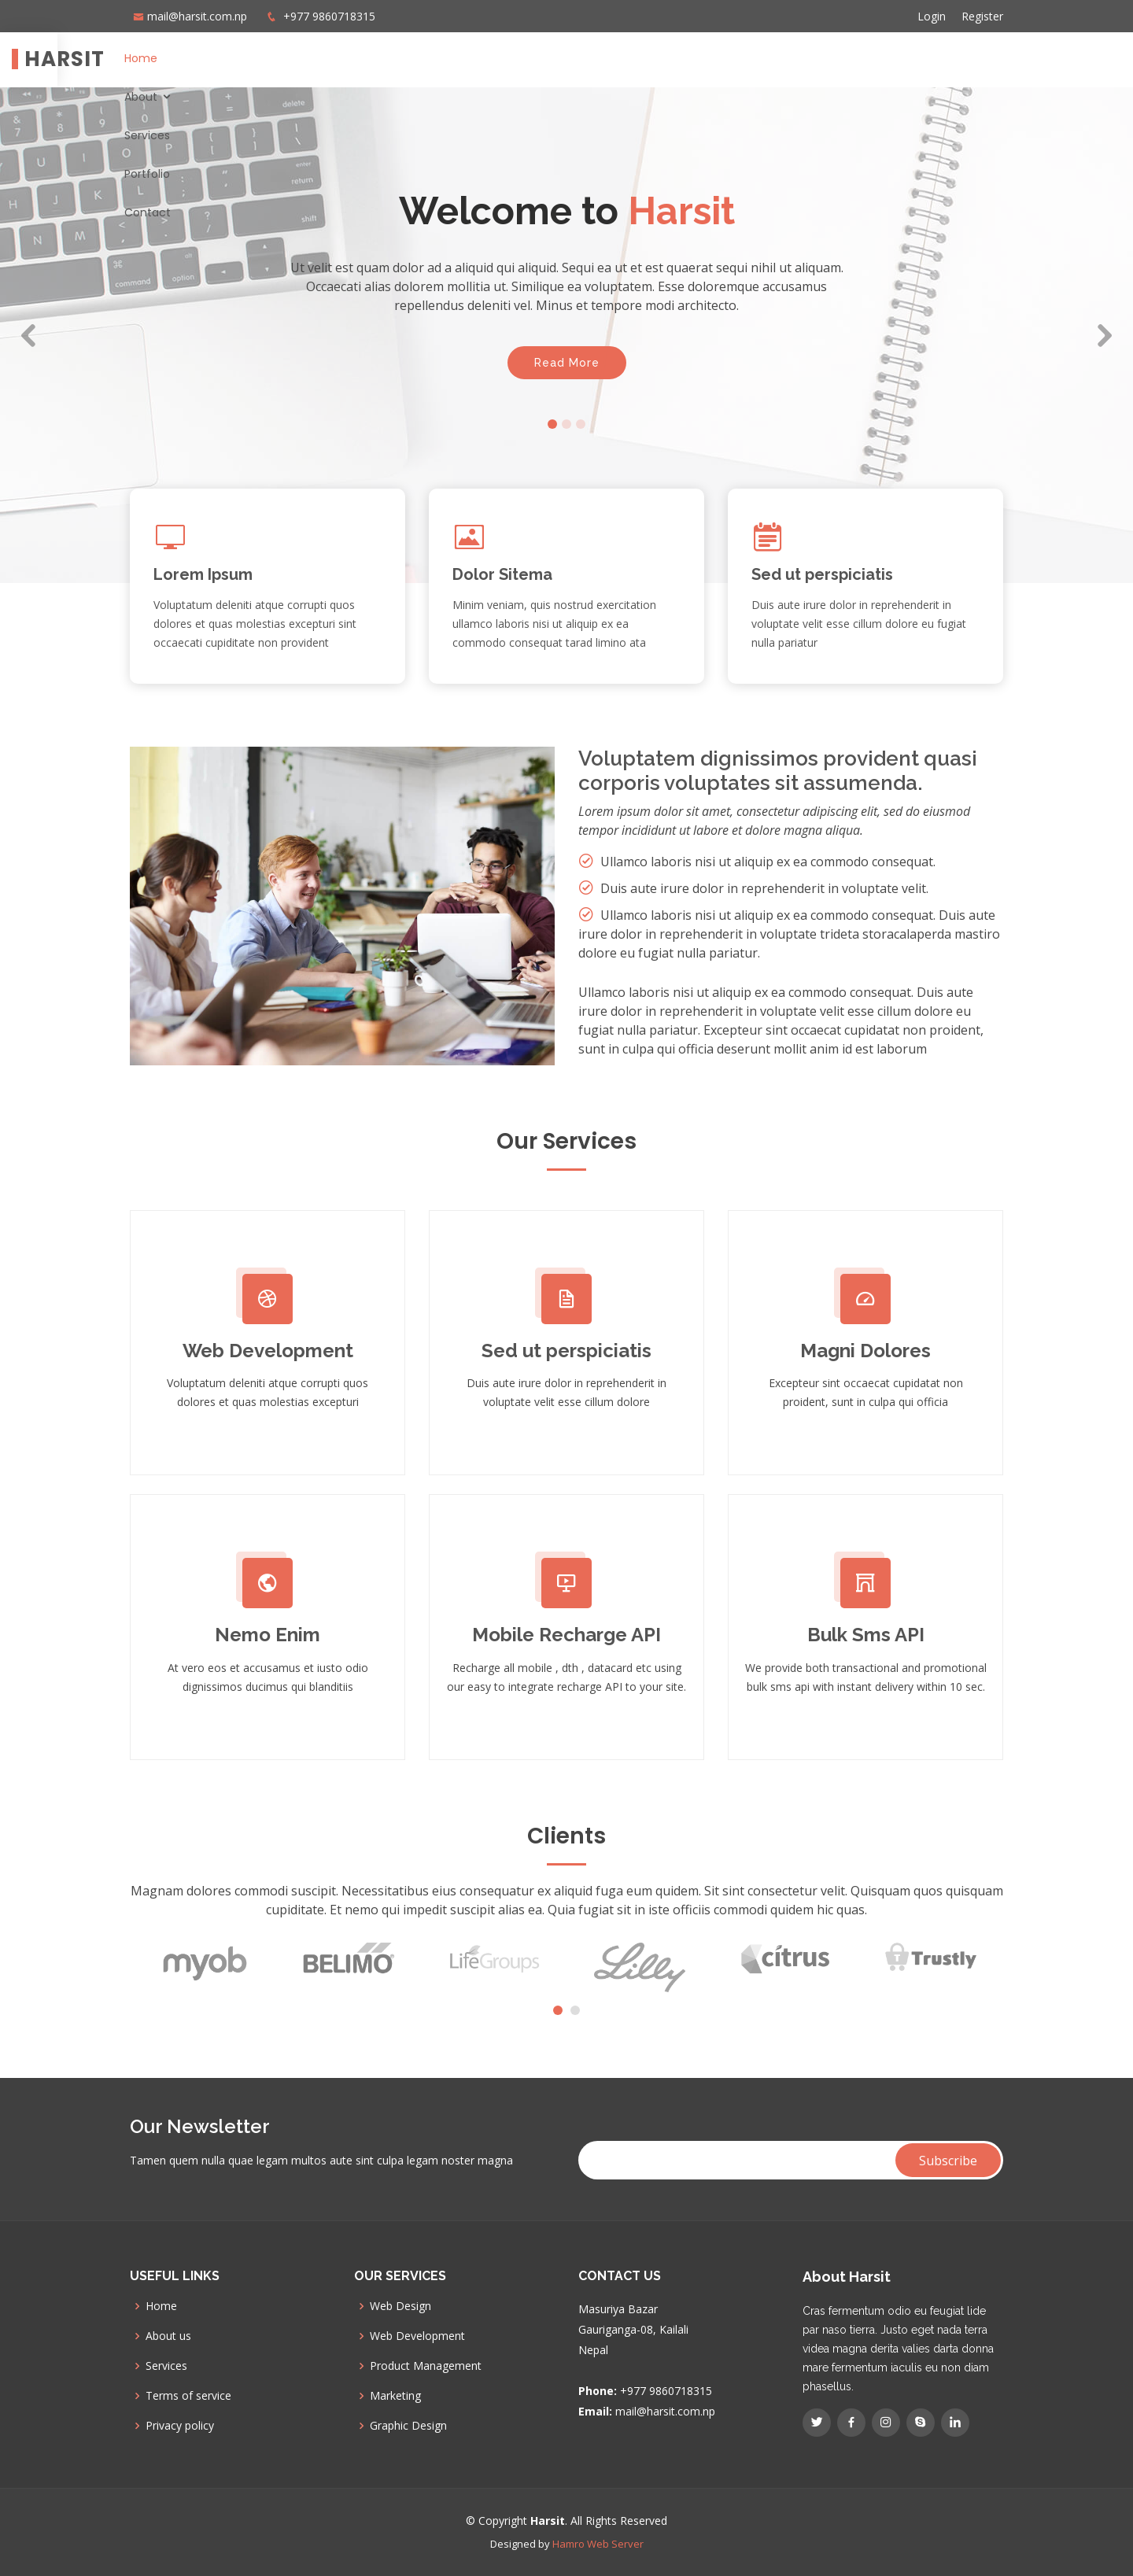 mail@harsit.com.np +977 9860718315 Login Register
HARSIT
Home
About
Services
Portfolio
Contact
Welcome to Harsit
Ut velit est quam dolor ad a aliquid qui aliquid. Sequi ea ut et est quaerat sequi nihil ut aliquam.
Occaecati alias dolorem mollitia ut. Similique ea voluptatem. Esse doloremque accusamus
repellendus deleniti vel. Minus et tempore modi architecto.
Read More
Lorem Ipsum
Voluptatum deleniti atque corrupti quos
dolores et quas molestias excepturi sint
occaecati cupiditate non provident
Dolor Sitema
Minim veniam, quis nostrud exercitation
ullamco laboris nisi ut aliquip ex ea
commodo consequat tarad limino ata
Sed ut perspiciatis
Duis aute irure dolor in reprehenderit in
voluptate velit esse cillum dolore eu fugiat
nulla pariatur
Voluptatem dignissimos provident quasi
corporis voluptates sit assumenda.
Lorem ipsum dolor sit amet, consectetur adipiscing elit, sed do eiusmod
tempor incididunt ut labore et dolore magna aliqua.
Ullamco laboris nisi ut aliquip ex ea commodo consequat.
Duis aute irure dolor in reprehenderit in voluptate velit.
Ullamco laboris nisi ut aliquip ex ea commodo consequat. Duis aute
irure dolor in reprehenderit in voluptate trideta storacalaperda mastiro
dolore eu fugiat nulla pariatur.
Ullamco laboris nisi ut aliquip ex ea commodo consequat. Duis aute
irure dolor in reprehenderit in voluptate velit esse cillum dolore eu
fugiat nulla pariatur. Excepteur sint occaecat cupidatat non proident,
sunt in culpa qui officia deserunt mollit anim id est laborum
Our Services
Web Development
Voluptatum deleniti atque corrupti quos
dolores et quas molestias excepturi
Sed ut perspiciatis
Duis aute irure dolor in reprehenderit in
voluptate velit esse cillum dolore
Magni Dolores
Excepteur sint occaecat cupidatat non
proident, sunt in culpa qui officia
Nemo Enim
At vero eos et accusamus et iusto odio
dignissimos ducimus qui blanditiis
Mobile Recharge API
Recharge all mobile , dth , datacard etc using
our easy to integrate recharge API to your site.
Bulk Sms API
We provide both transactional and promotional
bulk sms api with instant delivery within 10 sec.
Clients
Magnam dolores commodi suscipit. Necessitatibus eius consequatur ex aliquid fuga eum quidem. Sit sint consectetur velit. Quisquam quos quisquam
cupiditate. Et nemo qui impedit suscipit alias ea. Quia fugiat sit in iste officiis commodi quidem hic quas.
myob BELIMO LifeGroups Lilly citrus Trustly
Our Newsletter
Tamen quem nulla quae legam multos aute sint culpa legam noster magna
Subscribe
USEFUL LINKS
Home
About us
Services
Terms of service
Privacy policy
OUR SERVICES
Web Design
Web Development
Product Management
Marketing
Graphic Design
CONTACT US
Masuriya Bazar
Gauriganga-08, Kailali
Nepal
Phone: +977 9860718315
Email: mail@harsit.com.np
About Harsit
Cras fermentum odio eu feugiat lide
par naso tierra. Justo eget nada terra
videa magna derita valies darta donna
mare fermentum iaculis eu non diam
phasellus.
© Copyright Harsit. All Rights Reserved
Designed by Hamro Web Server